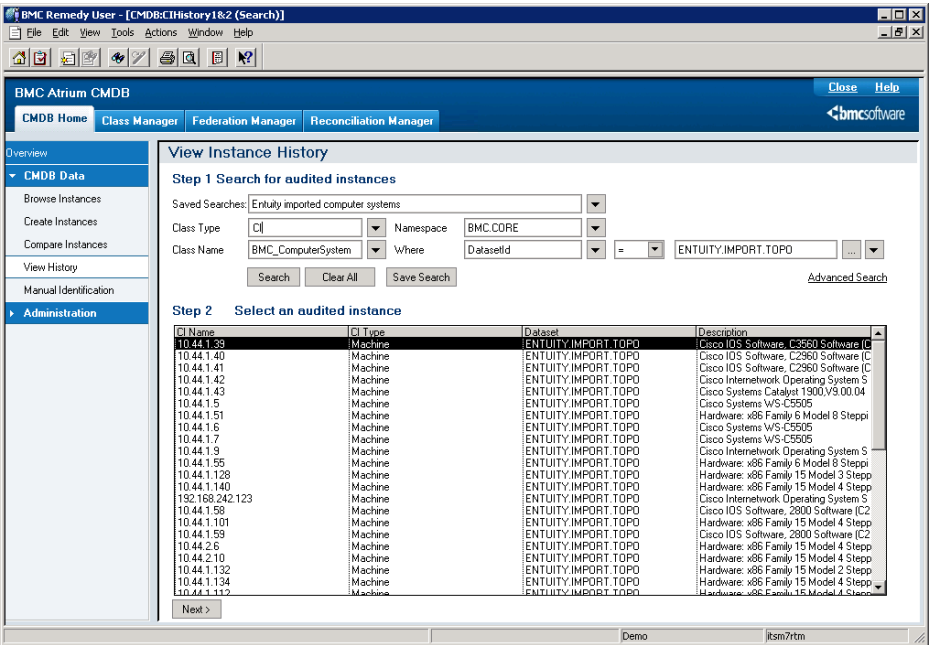 BMC Remedy User - [CMDB:CIHistory1&2 (Search)]
File Edit View Tools Actions Window Help
BMC Atrium CMDB
Close Help
CMDB Home Class Manager Federation Manager Reconciliation Manager
bmcsoftware
Overview
CMDB Data
Browse Instances
Create Instances
Compare Instances
View History
Manual Identification
Administration
View Instance History
Step 1 Search for audited instances
Saved Searches: Entuity imported computer systems
Class Type CI Namespace BMC.CORE
Class Name BMC_ComputerSystem Where DatasetId = ENTUITY.IMPORT.TOPO ...
Search Clear All Save Search Advanced Search
Step 2 Select an audited instance
CI Name CI Type Dataset Description
10.44.1.39 Machine ENTUITY.IMPORT.TOPO Cisco IOS Software, C3560 Software (C
10.44.1.40 Machine ENTUITY.IMPORT.TOPO Cisco IOS Software, C2960 Software (C
10.44.1.41 Machine ENTUITY.IMPORT.TOPO Cisco IOS Software, C2960 Software (C
10.44.1.42 Machine ENTUITY.IMPORT.TOPO Cisco Internetwork Operating System S
10.44.1.43 Machine ENTUITY.IMPORT.TOPO Cisco Systems Catalyst 1900,V9.00.04
10.44.1.5 Machine ENTUITY.IMPORT.TOPO Cisco Systems WS-C5505
10.44.1.51 Machine ENTUITY.IMPORT.TOPO Hardware: x86 Family 6 Model 8 Steppi
10.44.1.6 Machine ENTUITY.IMPORT.TOPO Cisco Systems WS-C5505
10.44.1.7 Machine ENTUITY.IMPORT.TOPO Cisco Systems WS-C5505
10.44.1.9 Machine ENTUITY.IMPORT.TOPO Cisco Internetwork Operating System S
10.44.1.55 Machine ENTUITY.IMPORT.TOPO Hardware: x86 Family 6 Model 8 Steppi
10.44.1.128 Machine ENTUITY.IMPORT.TOPO Hardware: x86 Family 15 Model 3 Stepp
10.44.1.140 Machine ENTUITY.IMPORT.TOPO Hardware: x86 Family 15 Model 4 Stepp
192.168.242.123 Machine ENTUITY.IMPORT.TOPO Cisco Internetwork Operating System S
10.44.1.58 Machine ENTUITY.IMPORT.TOPO Cisco IOS Software, 2800 Software (C2
10.44.1.101 Machine ENTUITY.IMPORT.TOPO Hardware: x86 Family 15 Model 4 Stepp
10.44.1.59 Machine ENTUITY.IMPORT.TOPO Cisco IOS Software, 2800 Software (C2
10.44.2.6 Machine ENTUITY.IMPORT.TOPO Hardware: x86 Family 15 Model 4 Stepp
10.44.2.10 Machine ENTUITY.IMPORT.TOPO Hardware: x86 Family 15 Model 4 Stepp
10.44.1.132 Machine ENTUITY.IMPORT.TOPO Hardware: x86 Family 15 Model 2 Stepp
10.44.1.134 Machine ENTUITY.IMPORT.TOPO Hardware: x86 Family 15 Model 4 Stepp
10.44.1.112 Machine ENTUITY.IMPORT.TOPO Hardware: x86 Family 15 Model 4 Stepp
Next >
Demo itsm7rtm